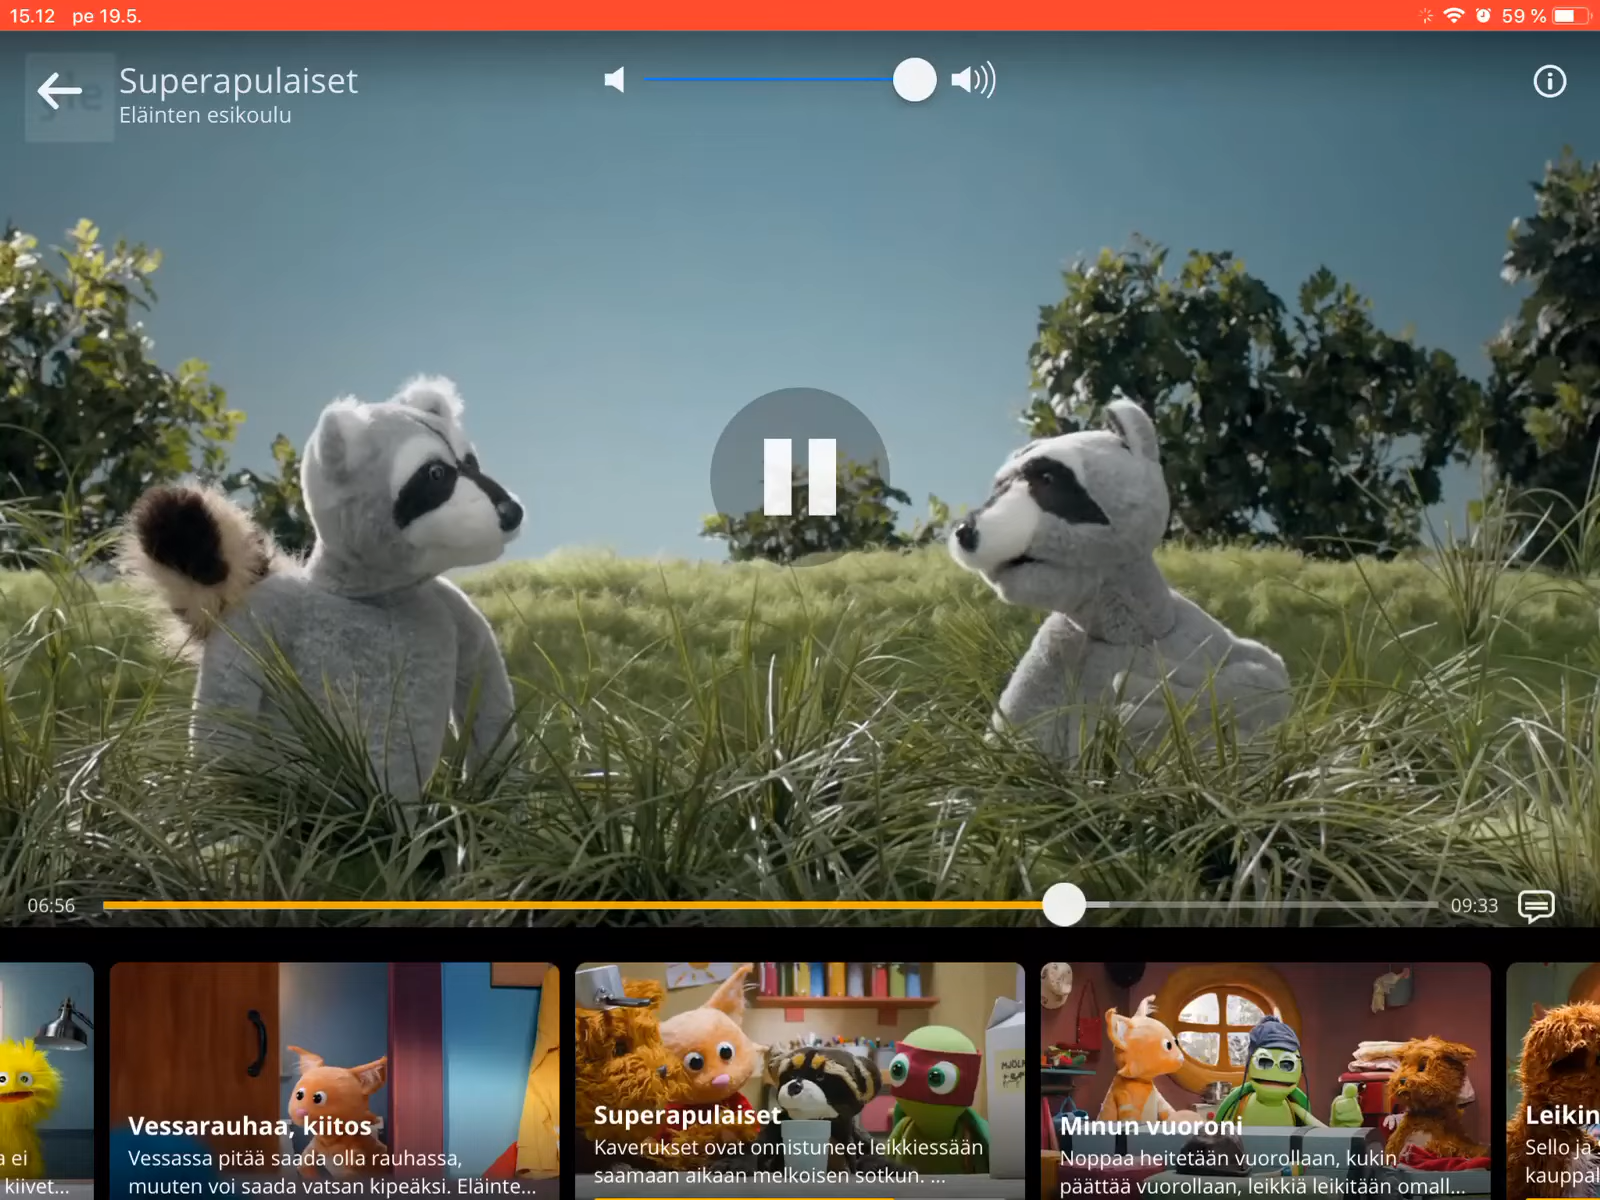 15.12 pe 19.5.
59 %
Superapulaiset
Eläinten esikoulu
06:56
09:33
a ei
kiivet...
Vessarauhaa, kiitos
Vessassa pitää saada olla rauhassa,
muuten voi saada vatsan kipeäksi. Eläinte...
Superapulaiset
Kaverukset ovat onnistuneet leikkiessään
saamaan aikaan melkoisen sotkun. ...
Minun vuoroni
Noppaa heitetään vuorollaan, kukin
päättää vuorollaan, leikkiä leikitään omall...
Leikin
Sello ja
kauppa